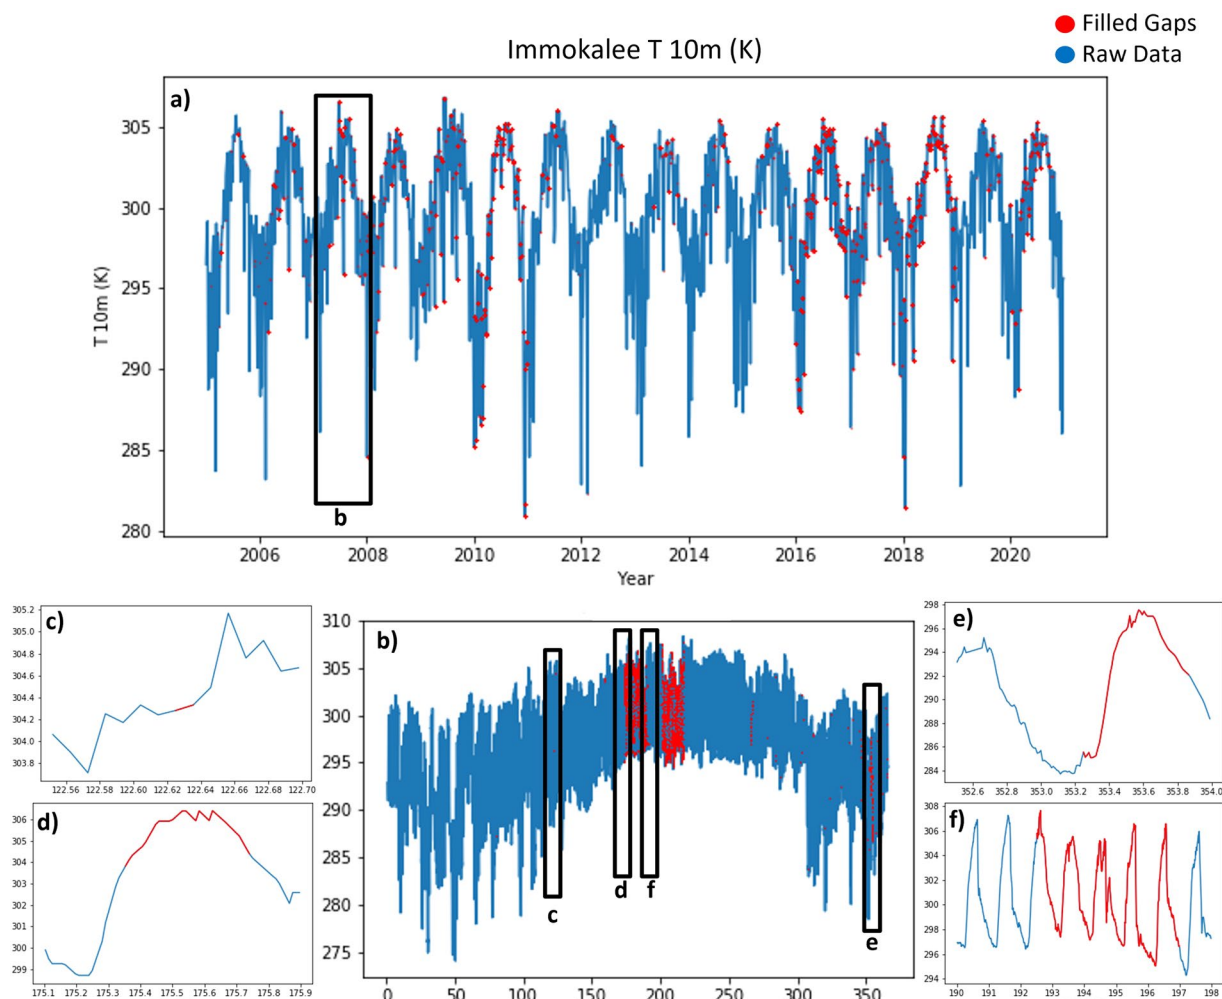 Filled Gaps
Immokalee T 10m (K)
Raw Data
a)
305
300
295
290
285
280
T 10m (K)
b
2006 2008 2010 2012 2014 2016 2018 2020
Year
c)
305.2
305.0
304.8
304.6
304.4
304.2
304.0
303.8
122.56 122.58 122.60 122.62 122.64 122.66 122.68 122.70
d)
306
305
304
303
302
301
300
299
175.1 175.2 175.3 175.4 175.5 175.6 175.7 175.8 175.9
b)
310
305
300
295
290
285
280
275
c
d
f
e
0 50 100 150 200 250 300 350
e)
298
296
294
292
290
288
286
284
352.6 352.8 353.0 353.2 353.4 353.6 353.8 354.0
f)
308
306
304
302
300
298
296
294
190 191 192 193 194 195 196 197 198